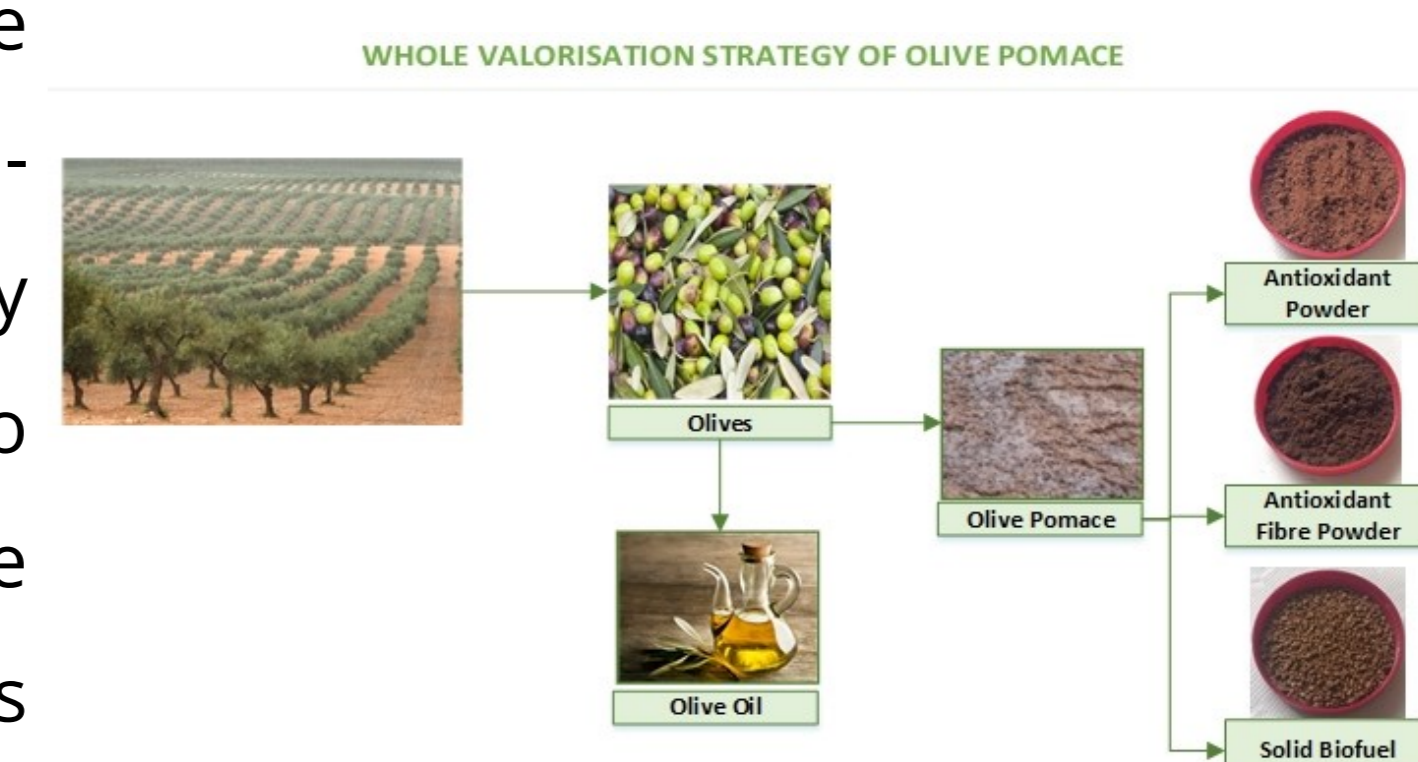 e
WHOLE VALORISATION STRATEGY OF OLIVE POMACE
-
y
o
e
s
Olives
Olive Oil
Olive Pomace
Antioxidant
Powder
Antioxidant
Fibre Powder
Solid Biofuel